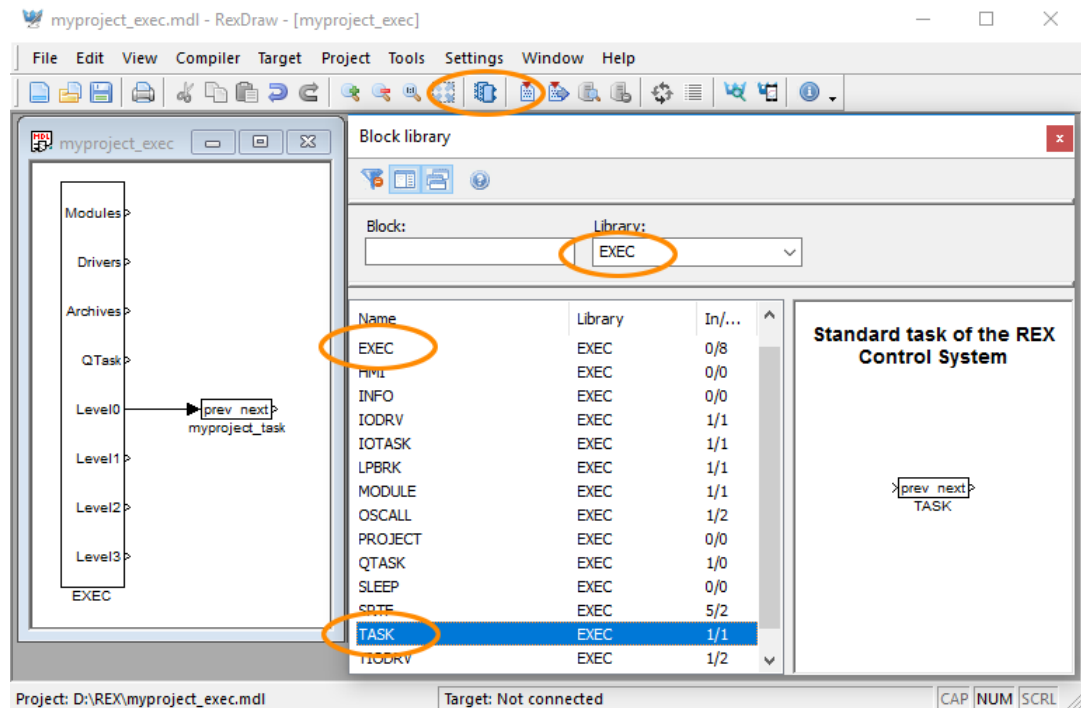 myproject_exec.mdl - RexDraw - [myproject_exec]
File Edit View Compiler Target Project Tools Settings Window Help
MDL myproject_exec
Modules
Drivers
Archives
QTask
Level0
prev next
myproject_task
Level1
Level2
Level3
EXEC
Block library
Block:
Library:
EXEC
Name Library In/...
EXEC EXEC 0/8
HMI EXEC 0/0
INFO EXEC 0/0
IODRV EXEC 1/1
IOTASK EXEC 1/1
LPBRK EXEC 1/1
MODULE EXEC 1/1
OSCALL EXEC 1/2
PROJECT EXEC 0/0
QTASK EXEC 1/0
SLEEP EXEC 0/0
SRTF EXEC 5/2
TASK EXEC 1/1
TIODRV EXEC 1/2
Standard task of the REX
Control System
prev next
TASK
Project: D:\REX\myproject_exec.mdl Target: Not connected CAP NUM SCRL